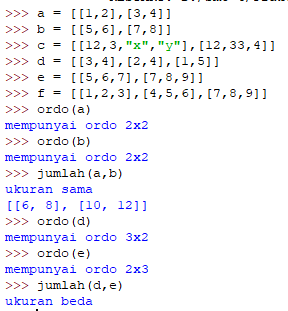 >>> a = [[1,2],[3,4]]
>>> b = [[5,6],[7,8]]
>>> c = [[12,3,"x","y"],[12,33,4]]
>>> d = [[3,4],[2,4],[1,5]]
>>> e = [[5,6,7],[7,8,9]]
>>> f = [[1,2,3],[4,5,6],[7,8,9]]
>>> ordo(a)
mempunyai ordo 2x2
>>> ordo(b)
mempunyai ordo 2x2
>>> jumlah(a,b)
ukuran sama
[[6, 8], [10, 12]]
>>> ordo(d)
mempunyai ordo 3x2
>>> ordo(e)
mempunyai ordo 2x3
>>> jumlah(d,e)
ukuran beda